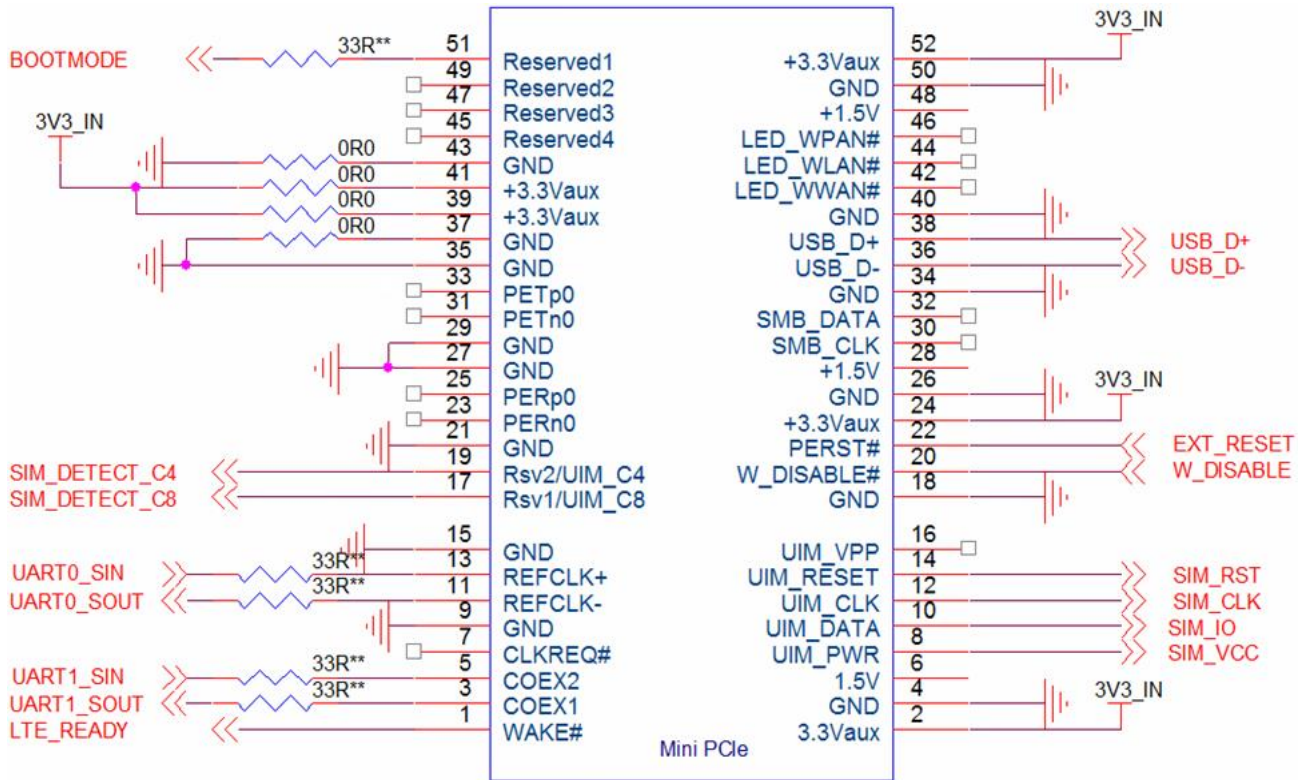 51 52 3V3_IN
BOOTMODE 33R** Reserved1 +3.3Vaux
49 50
Reserved2 GND
47 48
Reserved3 +1.5V
3V3_IN 45 46
Reserved4 LED_WPAN#
0R0 43 44
GND LED_WLAN#
0R0 41 42
+3.3Vaux LED_WWAN#
0R0 39 40
+3.3Vaux GND
0R0 37 38
GND USB_D+ USB_D+
35 36
GND USB_D- USB_D-
33 34
PETp0 GND
31 32
PETn0 SMB_DATA
29 30
GND SMB_CLK
27 28
GND +1.5V
25 26 3V3_IN
PERp0 GND
23 24
PERn0 +3.3Vaux
21 22
GND PERST# EXT_RESET
19 20
SIM_DETECT_C4 Rsv2/UIM_C4 W_DISABLE# W_DISABLE
17 18
SIM_DETECT_C8 Rsv1/UIM_C8 GND
15 16
GND UIM_VPP
33R** 13 14
UART0_SIN REFCLK+ UIM_RESET SIM_RST
33R** 11 12
UART0_SOUT REFCLK- UIM_CLK SIM_CLK
9 10
GND UIM_DATA SIM_IO
7 8
CLKREQ# UIM_PWR SIM_VCC
33R** 5 6
UART1_SIN COEX2 1.5V
33R** 3 4 3V3_IN
UART1_SOUT COEX1 GND
1 2
LTE_READY WAKE# 3.3Vaux
Mini PCIe